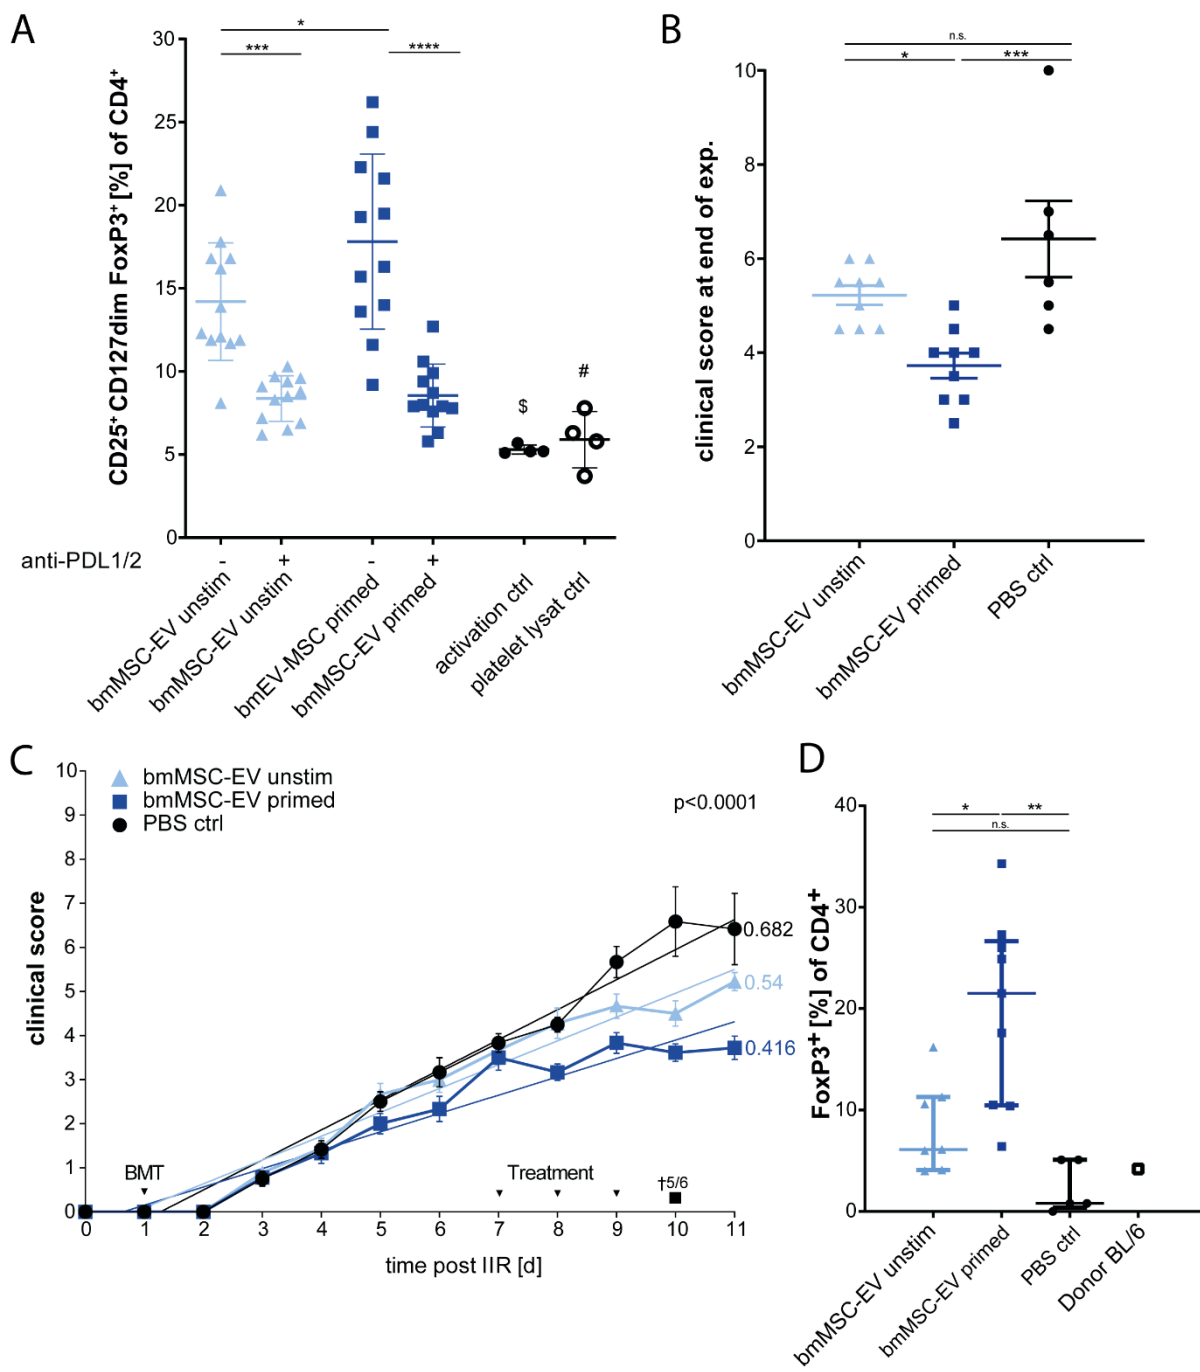 A
CD25+ CD127dim FoxP3+ [%] of CD4+
30
25
20
15
10
5
0
*
***
****
$
#
anti-PDL1/2
-
+
-
+
bmMSC-EV unstim
bmMSC-EV unstim
bmEV-MSC primed
bmMSC-EV primed
activation ctrl
platelet lysat ctrl
B
clinical score at end of exp.
10
8
6
4
2
0
n.s.
*
***
bmMSC-EV unstim
bmMSC-EV primed
PBS ctrl
C
clinical score
10
9
8
7
6
5
4
3
2
1
0
bmMSC-EV unstim
bmMSC-EV primed
PBS ctrl
p<0.0001
0.682
0.54
0.416
BMT
Treatment
†5/6
0 1 2 3 4 5 6 7 8 9 10 11
time post IIR [d]
D
FoxP3+ [%] of CD4+
40
30
20
10
0
*
**
n.s.
bmMSC-EV unstim
bmMSC-EV primed
PBS ctrl
Donor BL/6